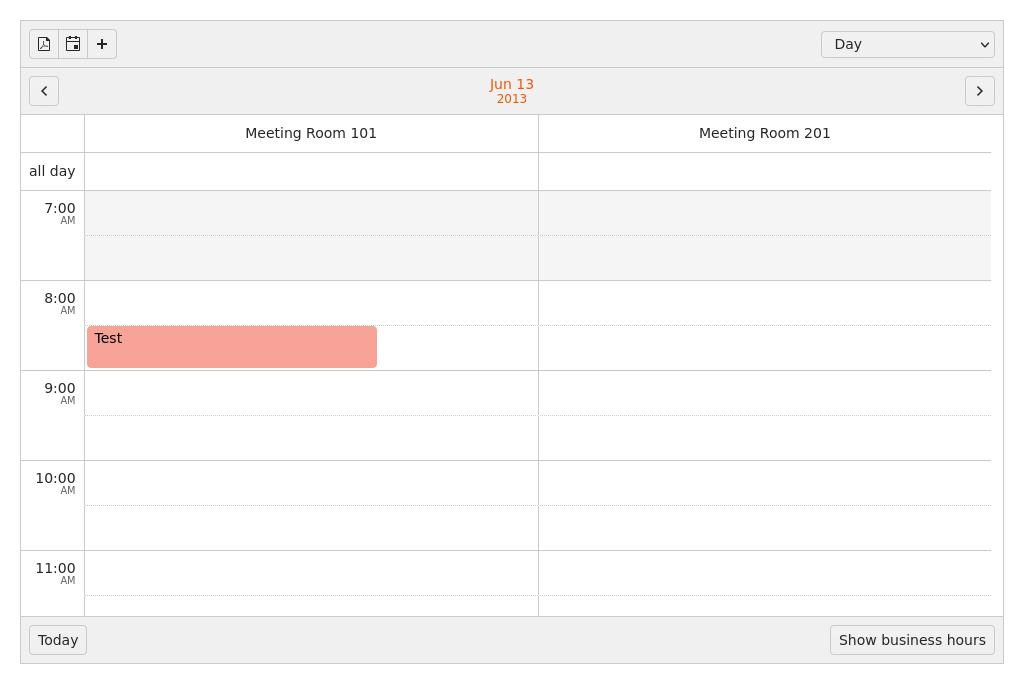 Day
Jun 13
2013
Meeting Room 101
Meeting Room 201
all day
7:00
AM
8:00
AM
Test
9:00
AM
10:00
AM
11:00
AM
Today
Show business hours